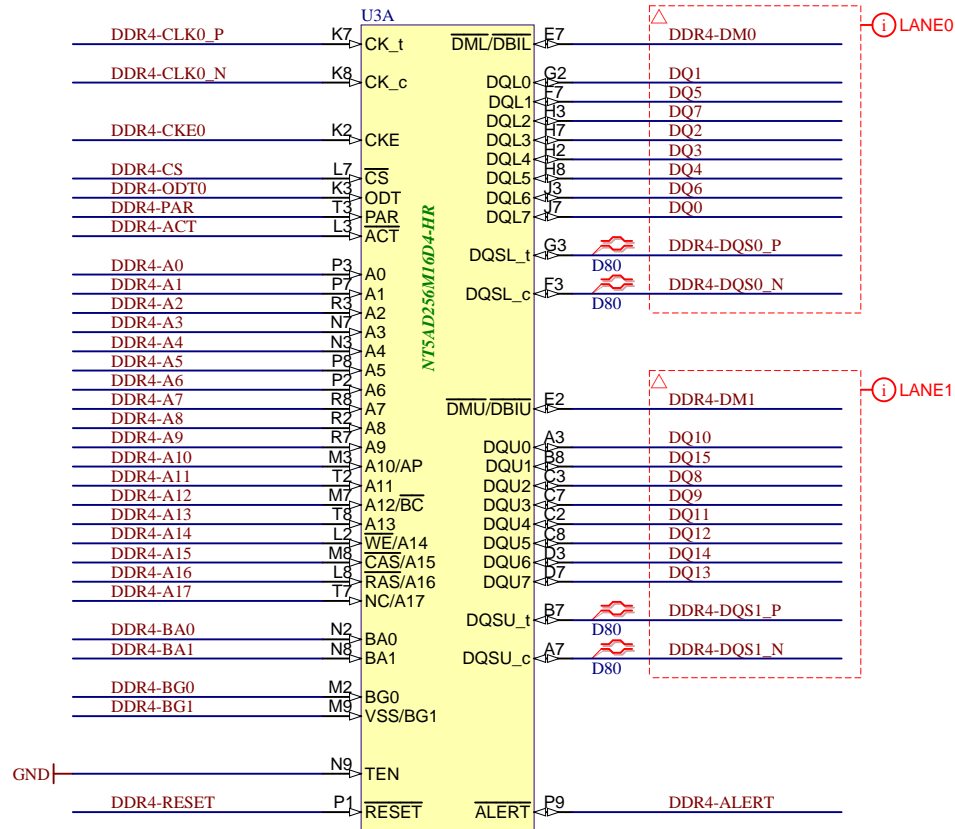 U3A
DDR4-CLK0_P K7 CK_t DML/DBIL E7 DDR4-DM0 i LANE0
DDR4-CLK0_N K8 CK_c DQL0 G2 DQ1
DQL1 F7 DQ5
DQL2 H3 DQ7
DDR4-CKE0 K2 CKE DQL3 H7 DQ2
DQL4 H2 DQ3
DDR4-CS L7 CS DQL5 H8 DQ4
DDR4-ODT0 K3 ODT DQL6 J3 DQ6
DDR4-PAR T3 PAR DQL7 J7 DQ0
DDR4-ACT L3 ACT
NT5AD256M16D4-HR
DQSL_t G3 D80 DDR4-DQS0_P
DDR4-A0 P3 A0
DDR4-A1 P7 A1 DQSL_c F3 D80 DDR4-DQS0_N
DDR4-A2 R3 A2
DDR4-A3 N7 A3
DDR4-A4 N3 A4
DDR4-A5 P8 A5
DDR4-A6 P2 A6
DDR4-A7 R8 A7 DMU/DBIU E2 DDR4-DM1 i LANE1
DDR4-A8 R2 A8
DDR4-A9 R7 A9 DQU0 A3 DQ10
DDR4-A10 M3 A10/AP DQU1 B8 DQ15
DDR4-A11 T2 A11 DQU2 C3 DQ8
DDR4-A12 M7 A12/BC DQU3 C7 DQ9
DDR4-A13 T8 A13 DQU4 C2 DQ11
DDR4-A14 L2 WE/A14 DQU5 C8 DQ12
DDR4-A15 M8 CAS/A15 DQU6 D3 DQ14
DDR4-A16 L8 RAS/A16 DQU7 D7 DQ13
DDR4-A17 T7 NC/A17
DQSU_t B7 D80 DDR4-DQS1_P
DDR4-BA0 N2 BA0
DDR4-BA1 N8 BA1 DQSU_c A7 D80 DDR4-DQS1_N
DDR4-BG0 M2 BG0
DDR4-BG1 M9 VSS/BG1
GND N9 TEN
DDR4-RESET P1 RESET ALERT P9 DDR4-ALERT